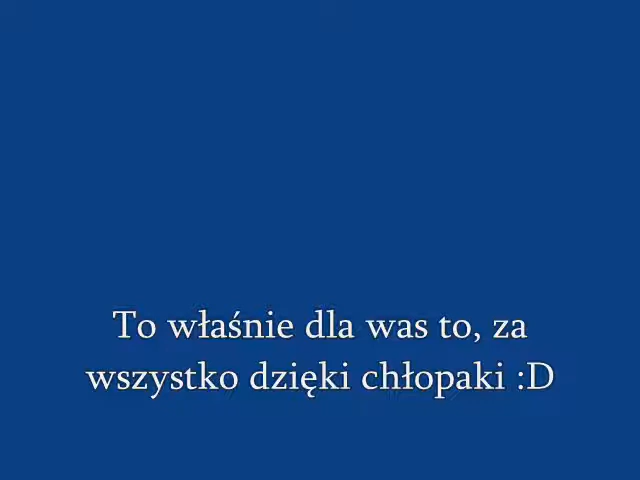 To właśnie dla was to, za
wszystko dzięki chłopaki :D